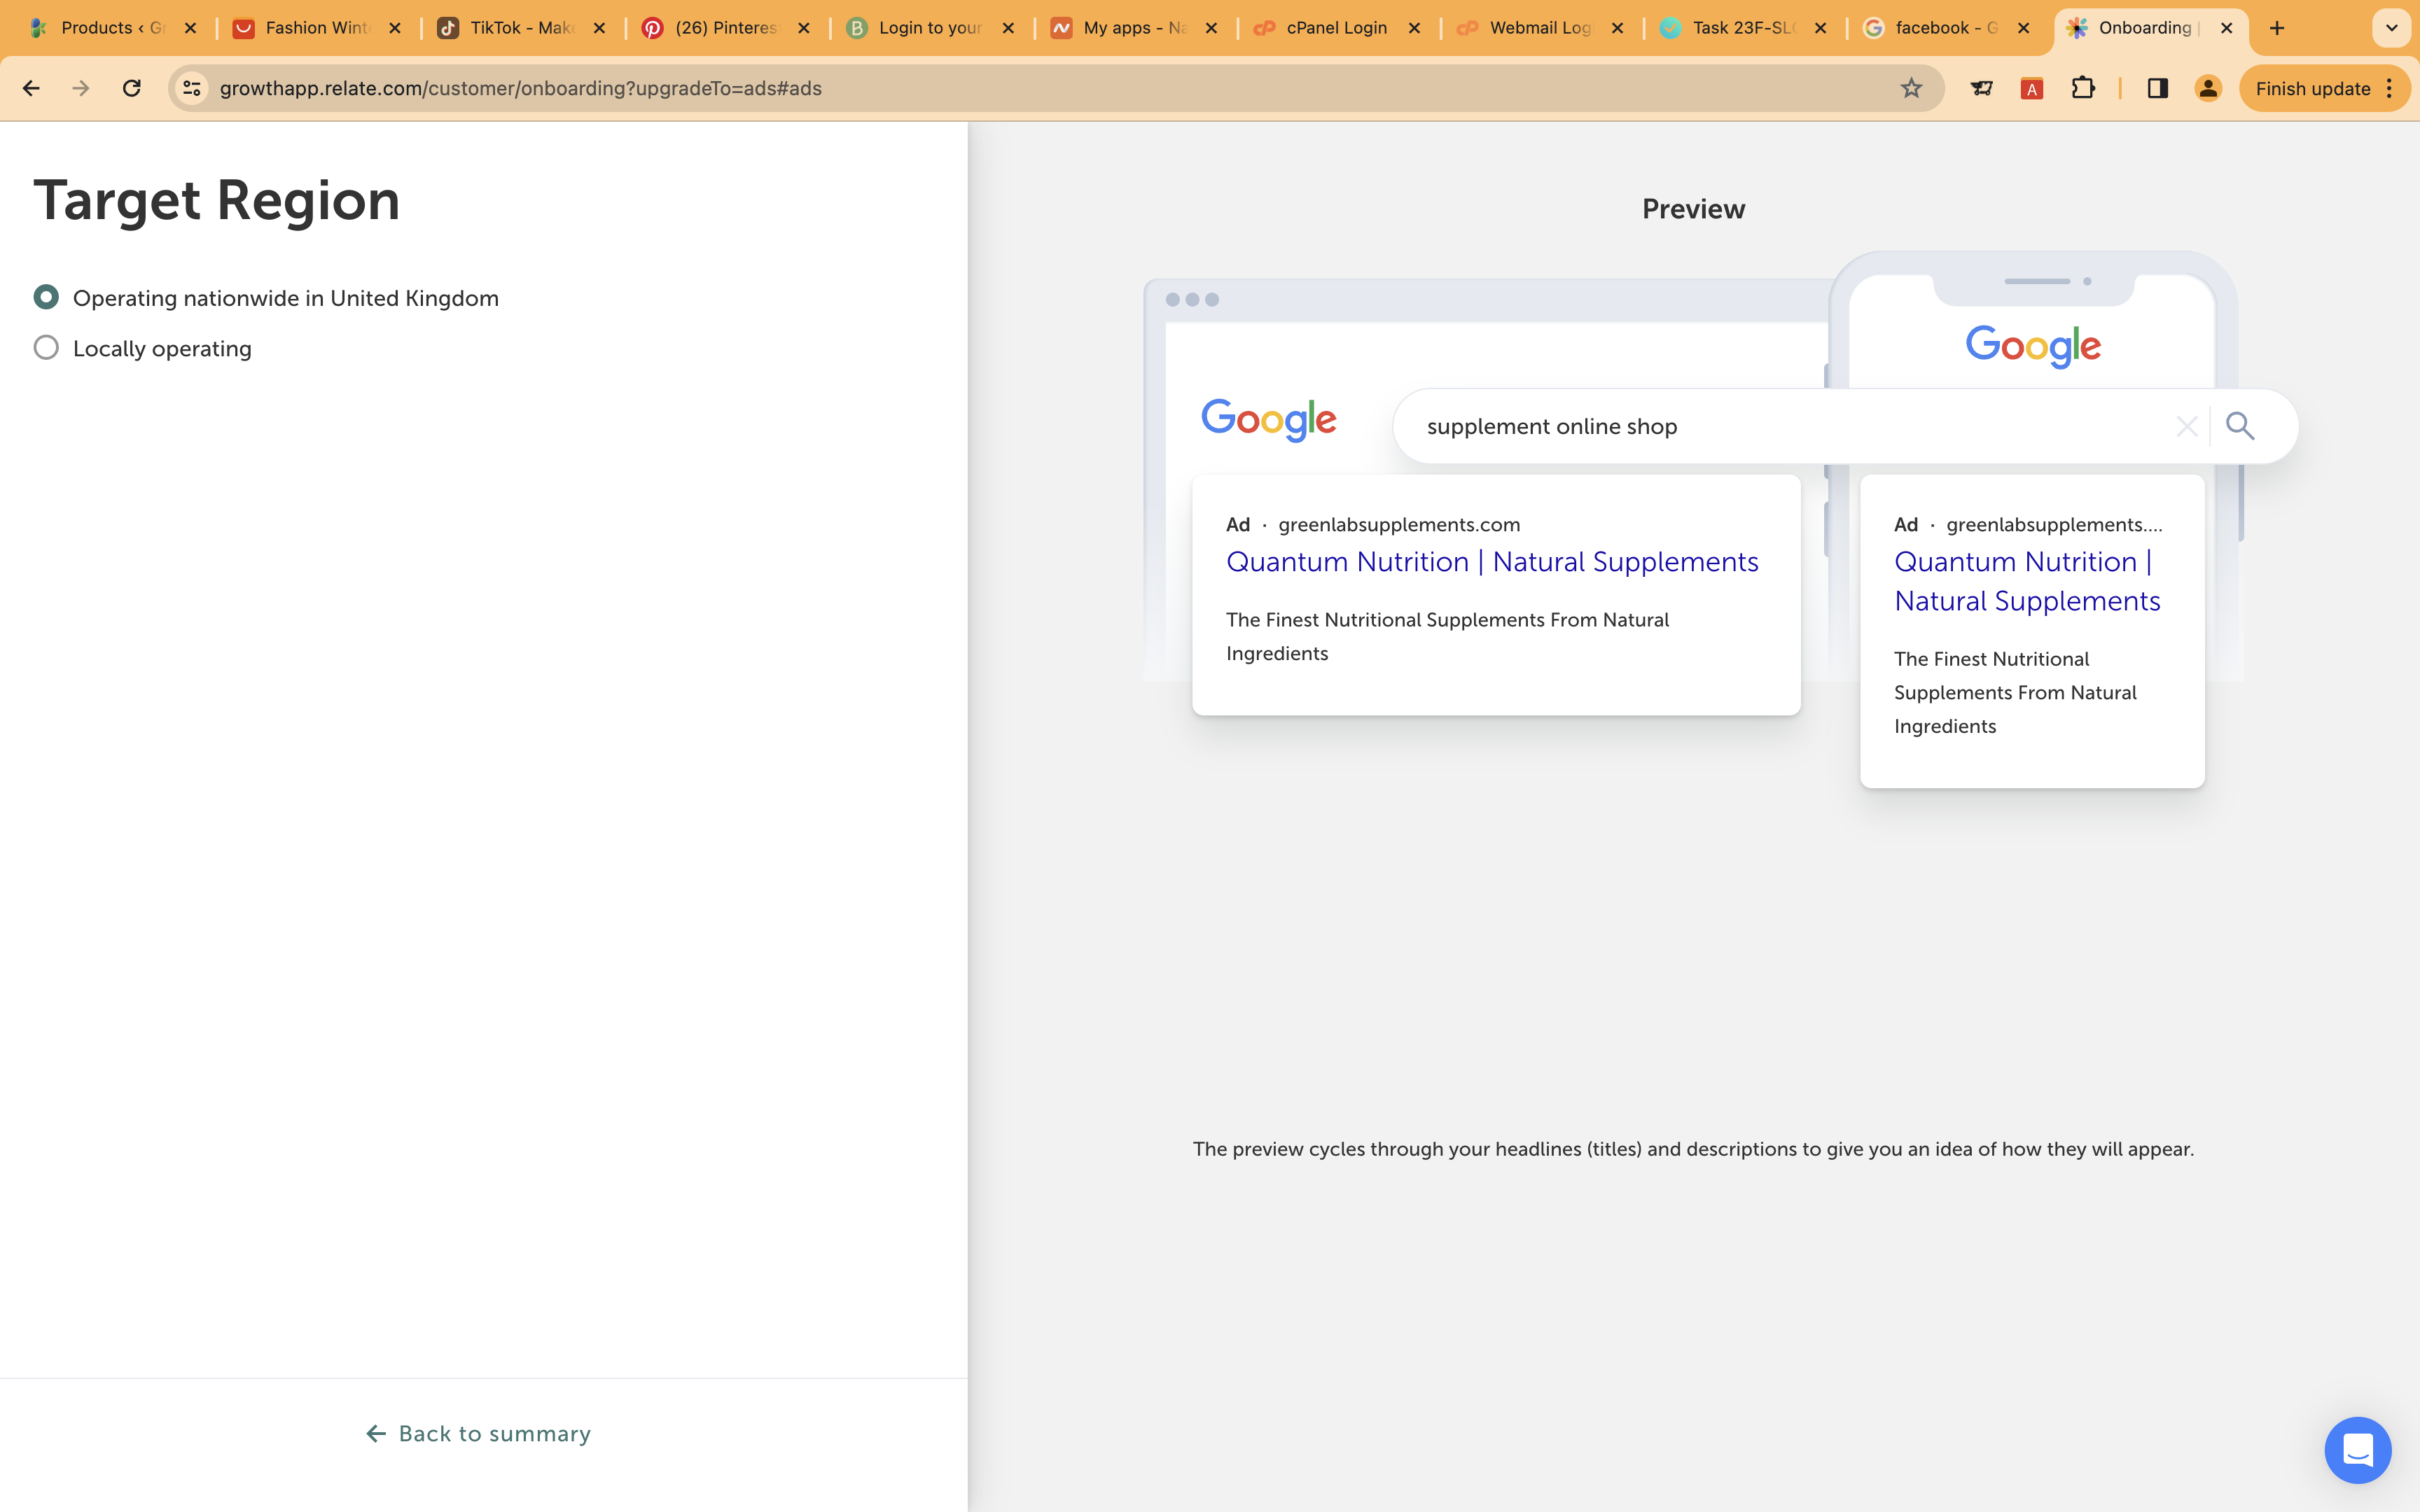 Products ‹ Gr
Fashion Winte
TikTok - Make
(26) Pinterest
Login to your
My apps - Na
cPanel Login
Webmail Log
Task 23F-SL
facebook - G
Onboarding |
growthapp.relate.com/customer/onboarding?upgradeTo=ads#ads
A
Finish update
Target Region
Operating nationwide in United Kingdom
Locally operating
Back to summary
Preview
Google
Google
supplement online shop
Ad · greenlabsupplements.com
Quantum Nutrition | Natural Supplements
The Finest Nutritional Supplements From Natural
Ingredients
Ad · greenlabsupplements....
Quantum Nutrition |
Natural Supplements
The Finest Nutritional
Supplements From Natural
Ingredients
The preview cycles through your headlines (titles) and descriptions to give you an idea of how they will appear.